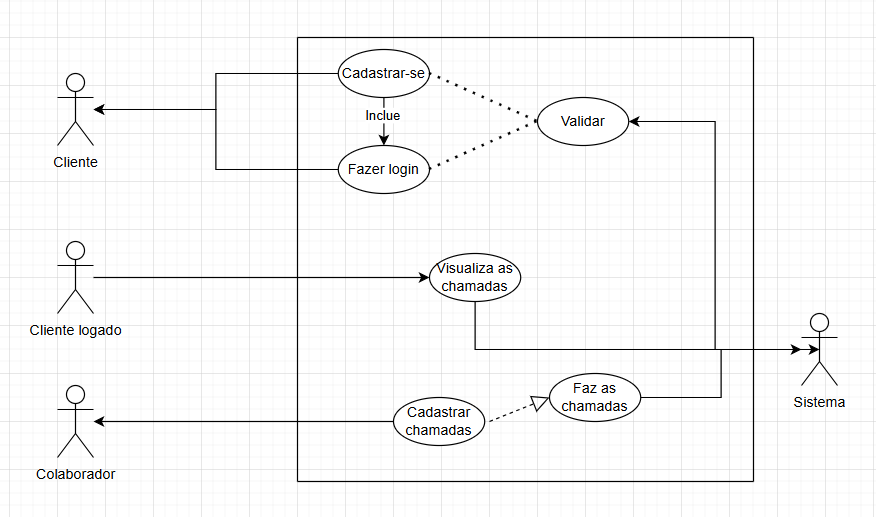 Cadastrar-se
Inclue
Validar
Cliente
Fazer login
Visualiza as
chamadas
Cliente logado
Faz as
chamadas
Sistema
Cadastrar
chamadas
Colaborador